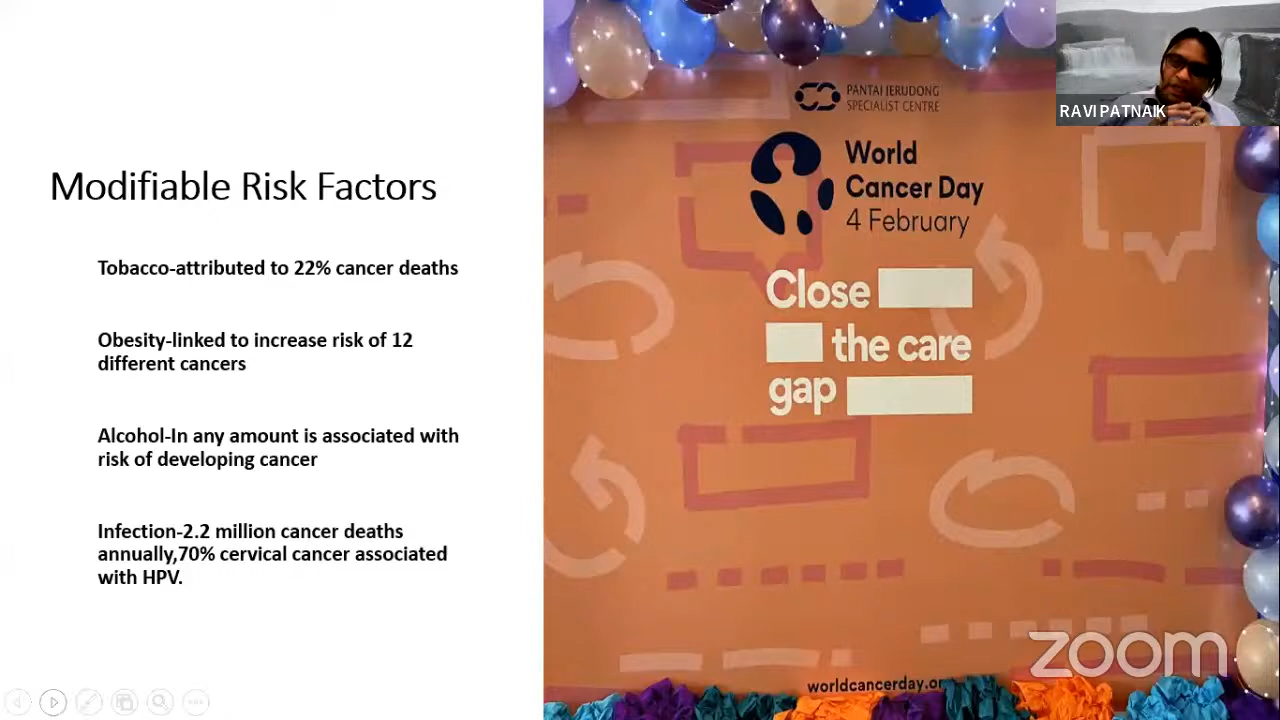 Modifiable Risk Factors
Tobacco-attributed to 22% cancer deaths
Obesity-linked to increase risk of 12
different cancers
Alcohol-In any amount is associated with
risk of developing cancer
Infection-2.2 million cancer deaths
annually,70% cervical cancer associated
with HPV.
PANTAI JERUDONG
SPECIALIST CENTRE
World
Cancer Day
4 February
Close
the care
gap
worldcancerday.or
RAVI PATNAIK
zoom